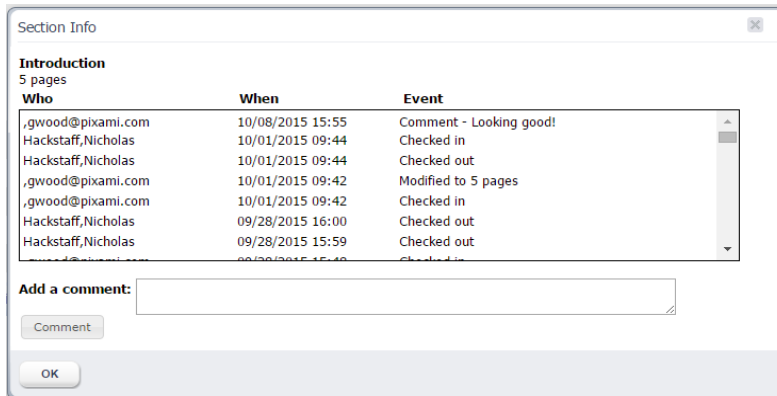 Section Info
Introduction
5 pages
Who When Event
,gwood@pixami.com 10/08/2015 15:55 Comment - Looking good!
Hackstaff,Nicholas 10/01/2015 09:44 Checked in
Hackstaff,Nicholas 10/01/2015 09:44 Checked out
,gwood@pixami.com 10/01/2015 09:42 Modified to 5 pages
,gwood@pixami.com 10/01/2015 09:42 Checked in
Hackstaff,Nicholas 09/28/2015 16:00 Checked out
Hackstaff,Nicholas 09/28/2015 15:59 Checked out
Add a comment:
Comment
OK